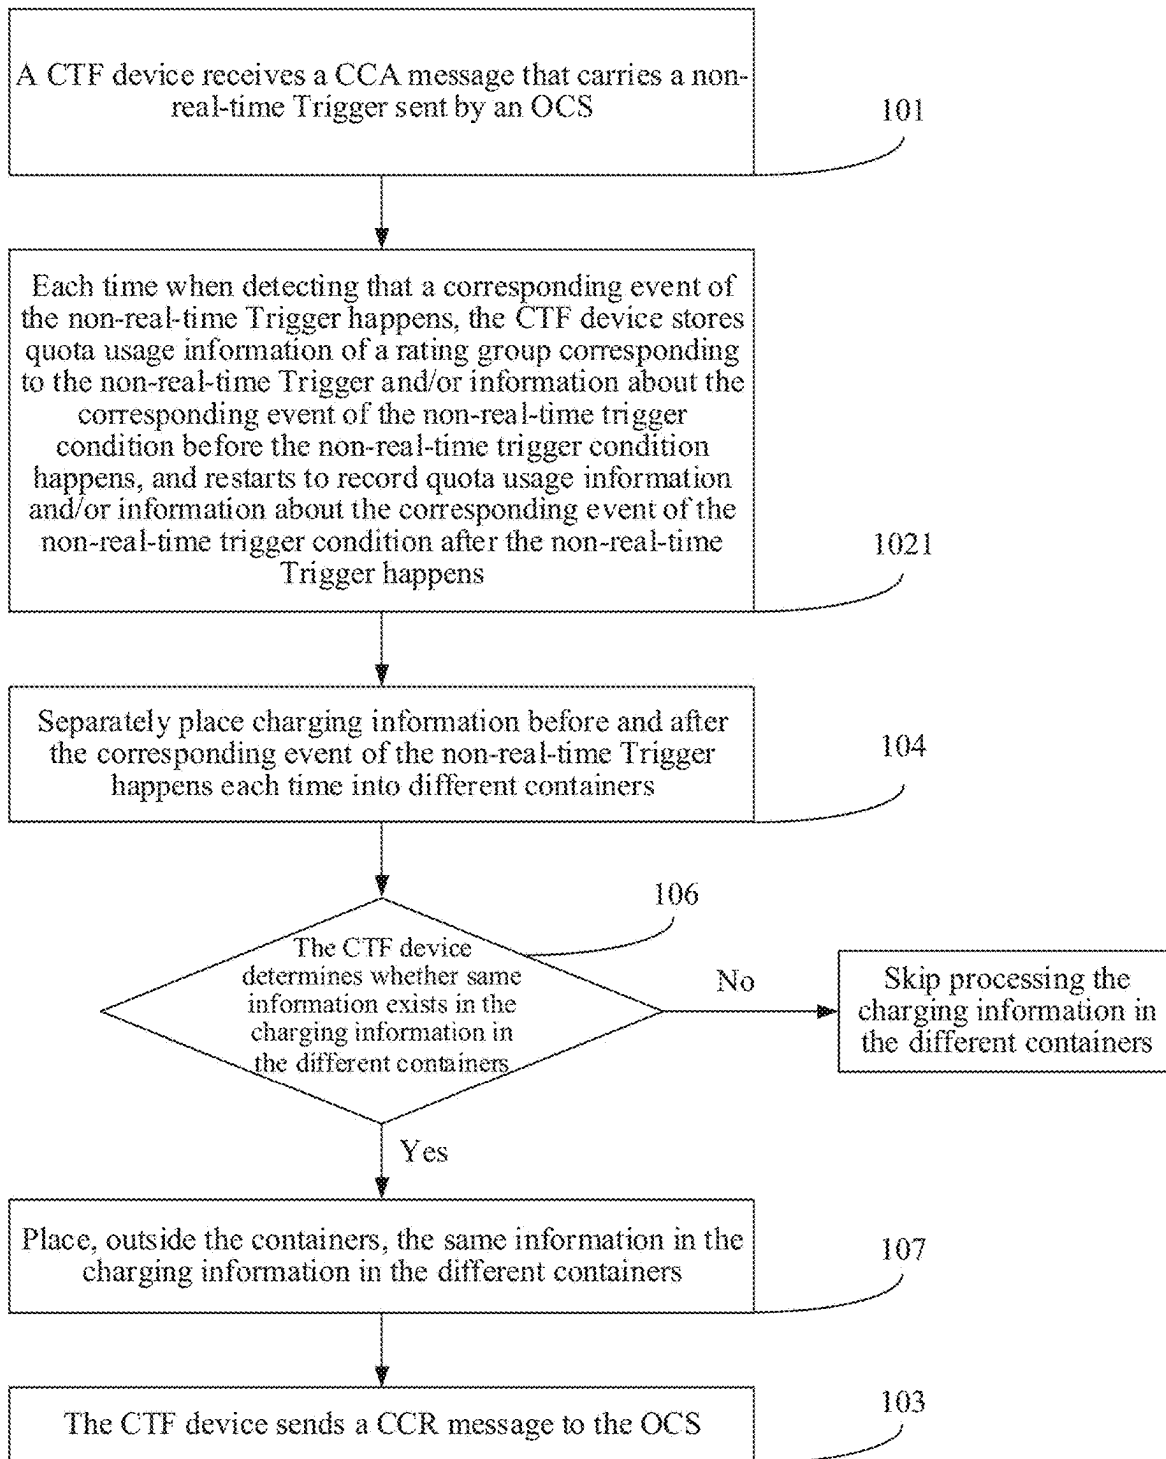 A CTF device receives a CCA message that carries a non-
real-time Trigger sent by an OCS
101
Each time when detecting that a corresponding event of
the non-real-time Trigger happens, the CTF device stores
quota usage information of a rating group corresponding
to the non-real-time Trigger and/or information about the
corresponding event of the non-real-time trigger
condition before the non-real-time trigger condition
happens, and restarts to record quota usage information
and/or information about the corresponding event of the
non-real-time trigger condition after the non-real-time
Trigger happens
1021
Separately place charging information before and after
the corresponding event of the non-real-time Trigger
happens each time into different containers
104
106
The CTF device
determines whether same
information exists in the
charging information in
the different containers
No
Skip processing the
charging information in
the different containers
Yes
Place, outside the containers, the same information in the
charging information in the different containers
107
The CTF device sends a CCR message to the OCS
103